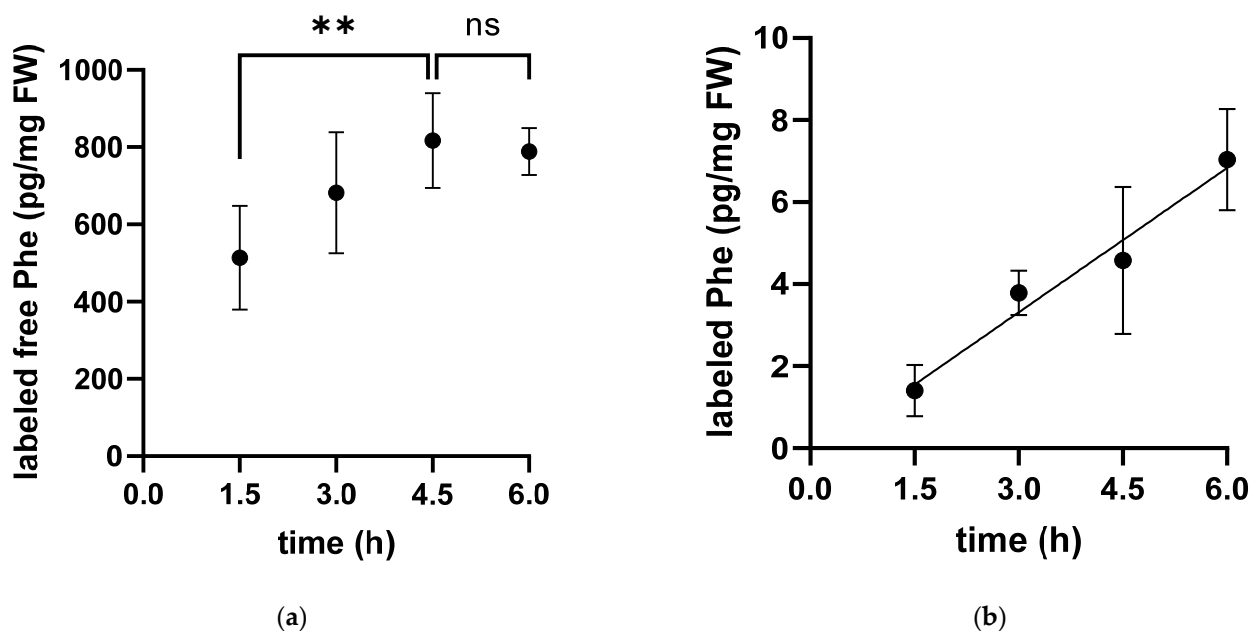 ** ns
labeled free Phe (pg/mg FW)
1000
800
600
400
200
0
0.0 1.5 3.0 4.5 6.0
time (h)
(a)
labeled Phe (pg/mg FW)
10
8
6
4
2
0
0.0 1.5 3.0 4.5 6.0
time (h)
(b)